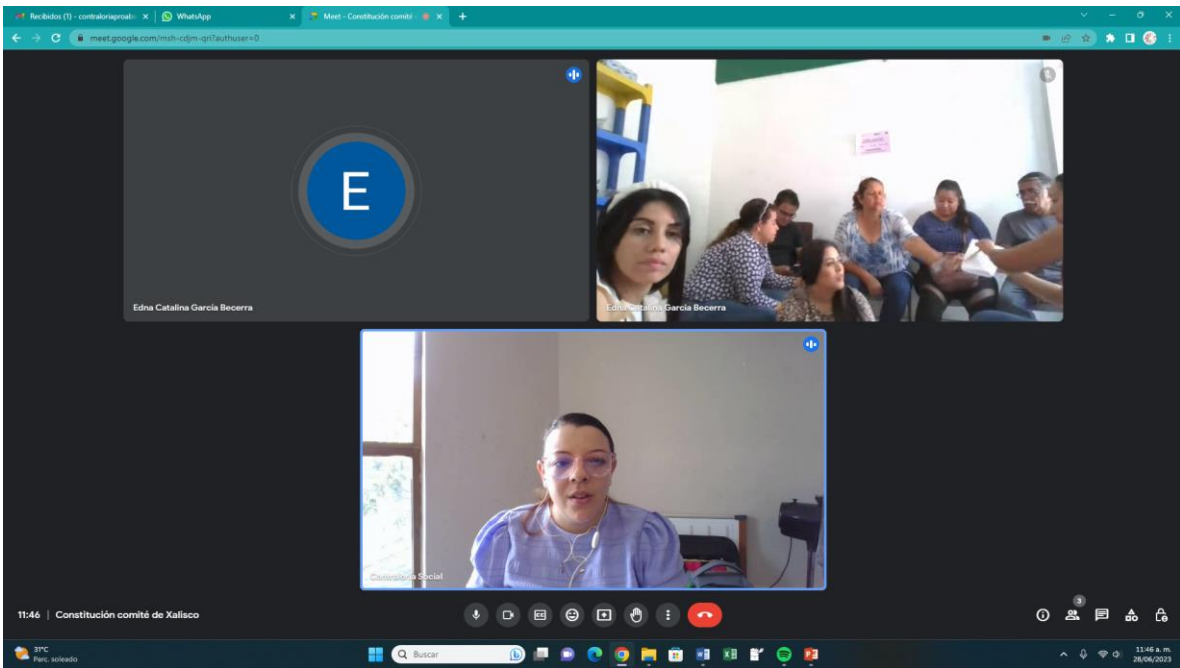 Recibidos (1) - contraloriaproal
WhatsApp
Meet - Constitución comité
meet.google.com/msh-cdjm-qri?authuser=0
E
Edna Catalina García Becerra
Edna Catalina García Becerra
Contraloría Social
11:46 | Constitución comité de Xalisco
3
31°C
Parc. soleado
Buscar
11:46 a. m.
28/06/2023